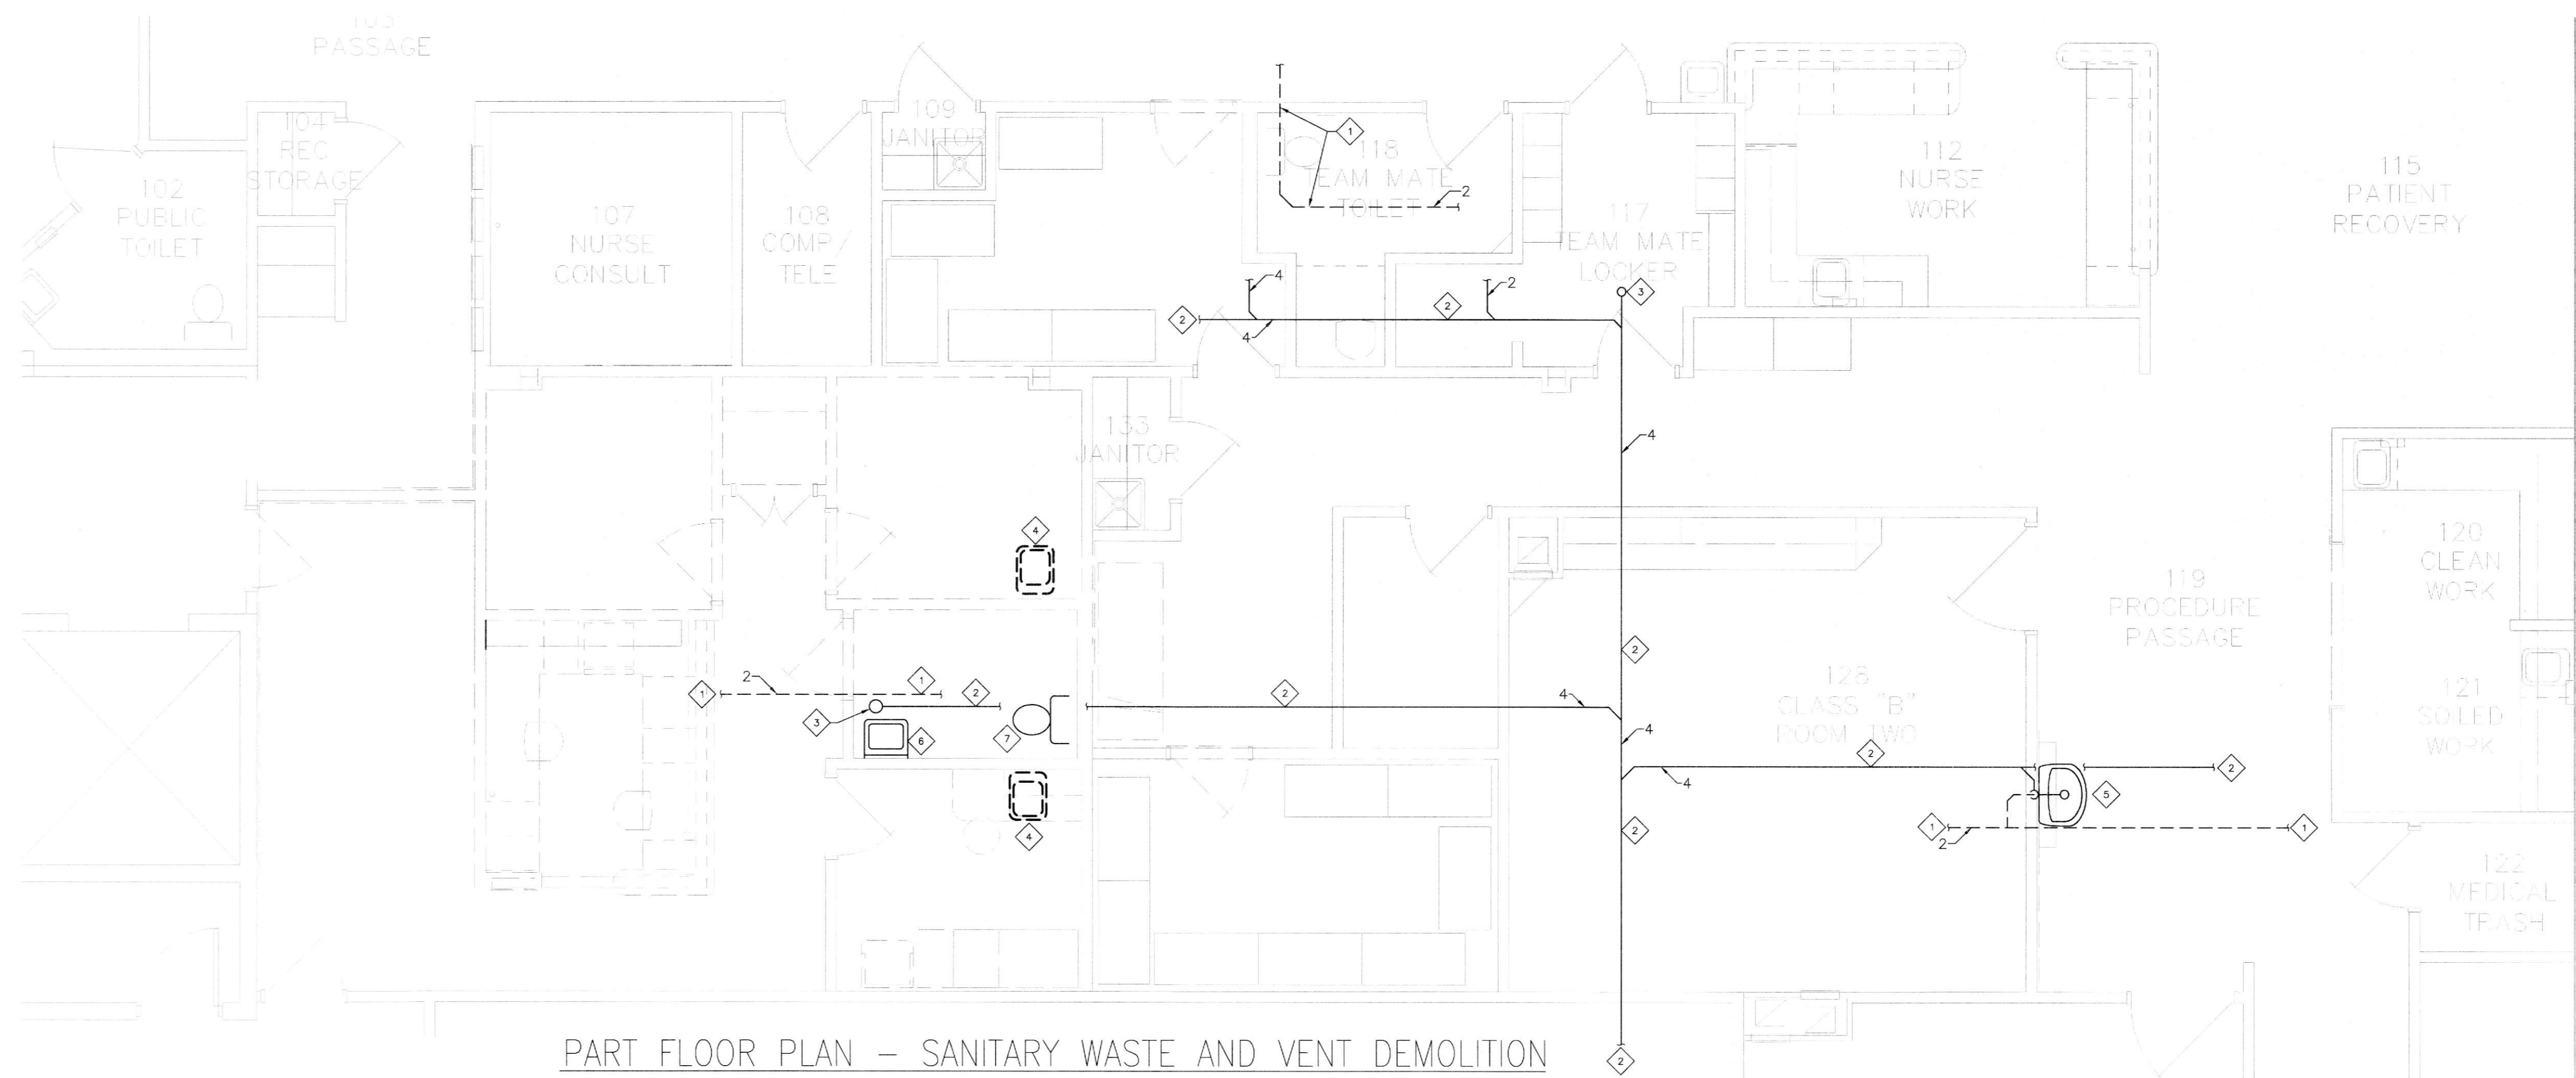 103
PASSAGE
104
REC
STORAGE
102
PUBLIC
TOILET
107
NURSE
CONSULT
108
COMP/
TELE
109
JANITOR
1
118
TEAM MATE
TOILET
2
117
TEAM MATE
LOCKER
112
NURSE
WORK
115
PATIENT
RECOVERY
4
2
3
2
2
4
133
JANITOR
4
4
120
CLEAN
WORK
119
PROCEDURE
PASSAGE
2
128
CLASS "B"
ROOM TWO
121
SOILED
WORK
2
1
1
2
2
4
3
6
7
4
2
2
4
5
4
2
1
2
1
122
MEDICAL
TRASH
2
PART FLOOR PLAN - SANITARY WASTE AND VENT DEMOLITION